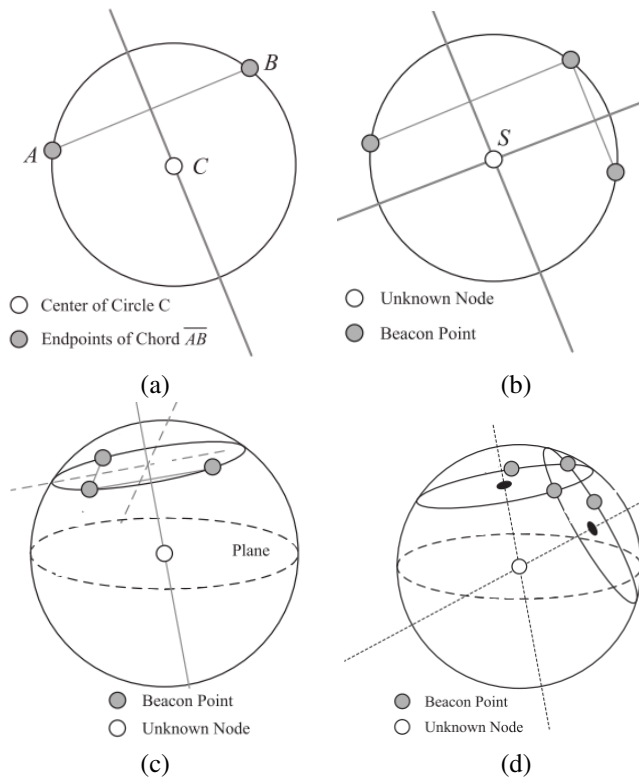 B
A
C
Center of Circle C
Endpoints of Chord AB
(a)
S
Unknown Node
Beacon Point
(b)
Plane
Beacon Point
Unknown Node
(c)
Beacon Point
Unknown Node
(d)